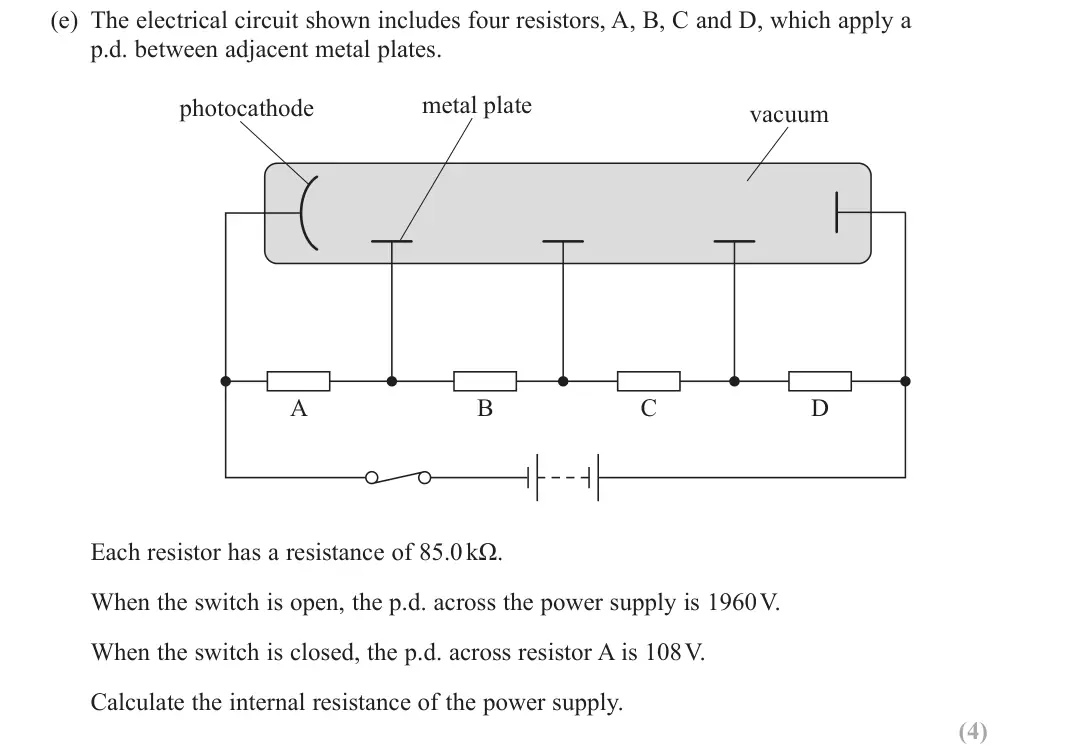 (e) The electrical circuit shown includes four resistors, A, B, C and D, which apply a
p.d. between adjacent metal plates.
photocathode
metal plate
vacuum
A
B
C
D
Each resistor has a resistance of 85.0 kΩ.
When the switch is open, the p.d. across the power supply is 1960 V.
When the switch is closed, the p.d. across resistor A is 108 V.
Calculate the internal resistance of the power supply.
(4)